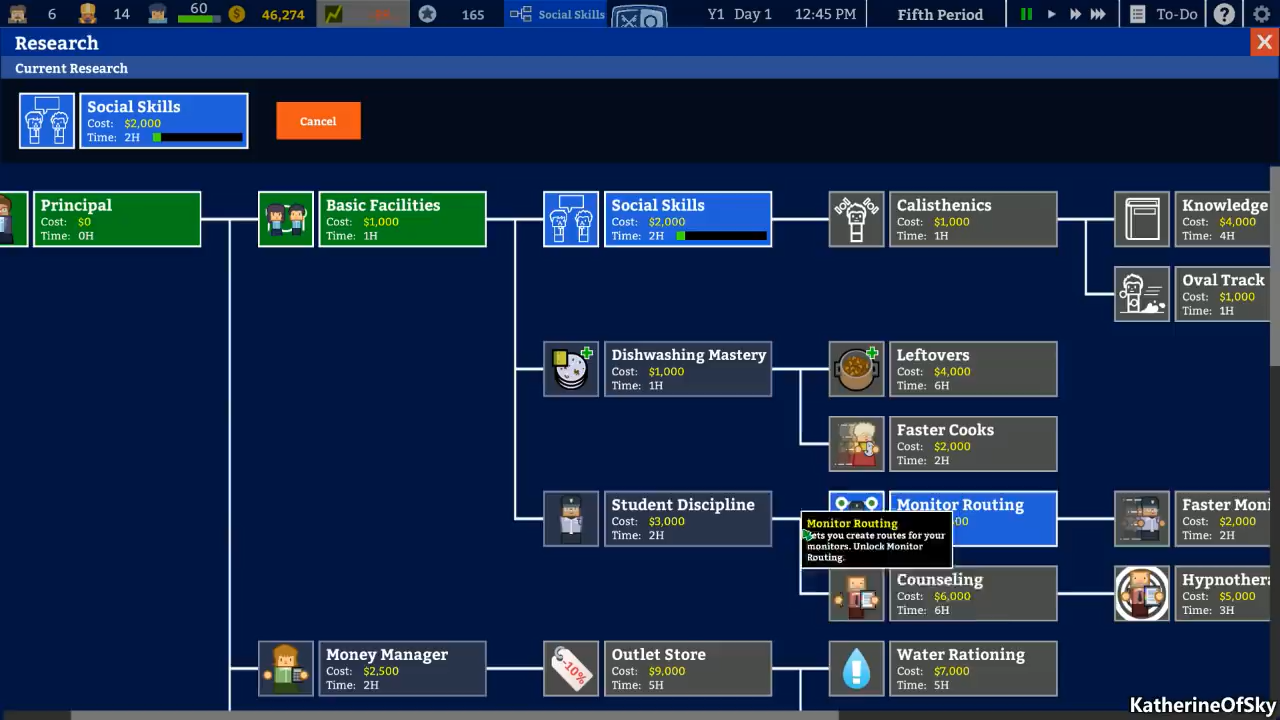 6 14 60 46,274 165 Social Skills Y1 Day 1 12:45 PM Fifth Period To-Do ?
Research
Current Research
Social Skills
Cost: $2,000
Time: 2H
Cancel
Principal
Cost: $0
Time: 0H
Basic Facilities
Cost: $1,000
Time: 1H
Social Skills
Cost: $2,000
Time: 2H
Calisthenics
Cost: $1,000
Time: 1H
Knowledge
Cost: $4,000
Time: 4H
Oval Track
Cost: $1,000
Time: 1H
Dishwashing Mastery
Cost: $1,000
Time: 1H
Leftovers
Cost: $4,000
Time: 6H
Faster Cooks
Cost: $2,000
Time: 2H
Student Discipline
Cost: $3,000
Time: 2H
Monitor Routing
Monitor Routing
Lets you create routes for your
monitors. Unlock Monitor
Routing.
Faster Moni
Cost: $2,000
Time: 2H
Counseling
Cost: $6,000
Time: 6H
Hypnothera
Cost: $5,000
Time: 3H
Money Manager
Cost: $2,500
Time: 2H
-10%
Outlet Store
Cost: $9,000
Time: 5H
Water Rationing
Cost: $7,000
Time: 5H
KatherineOfSky